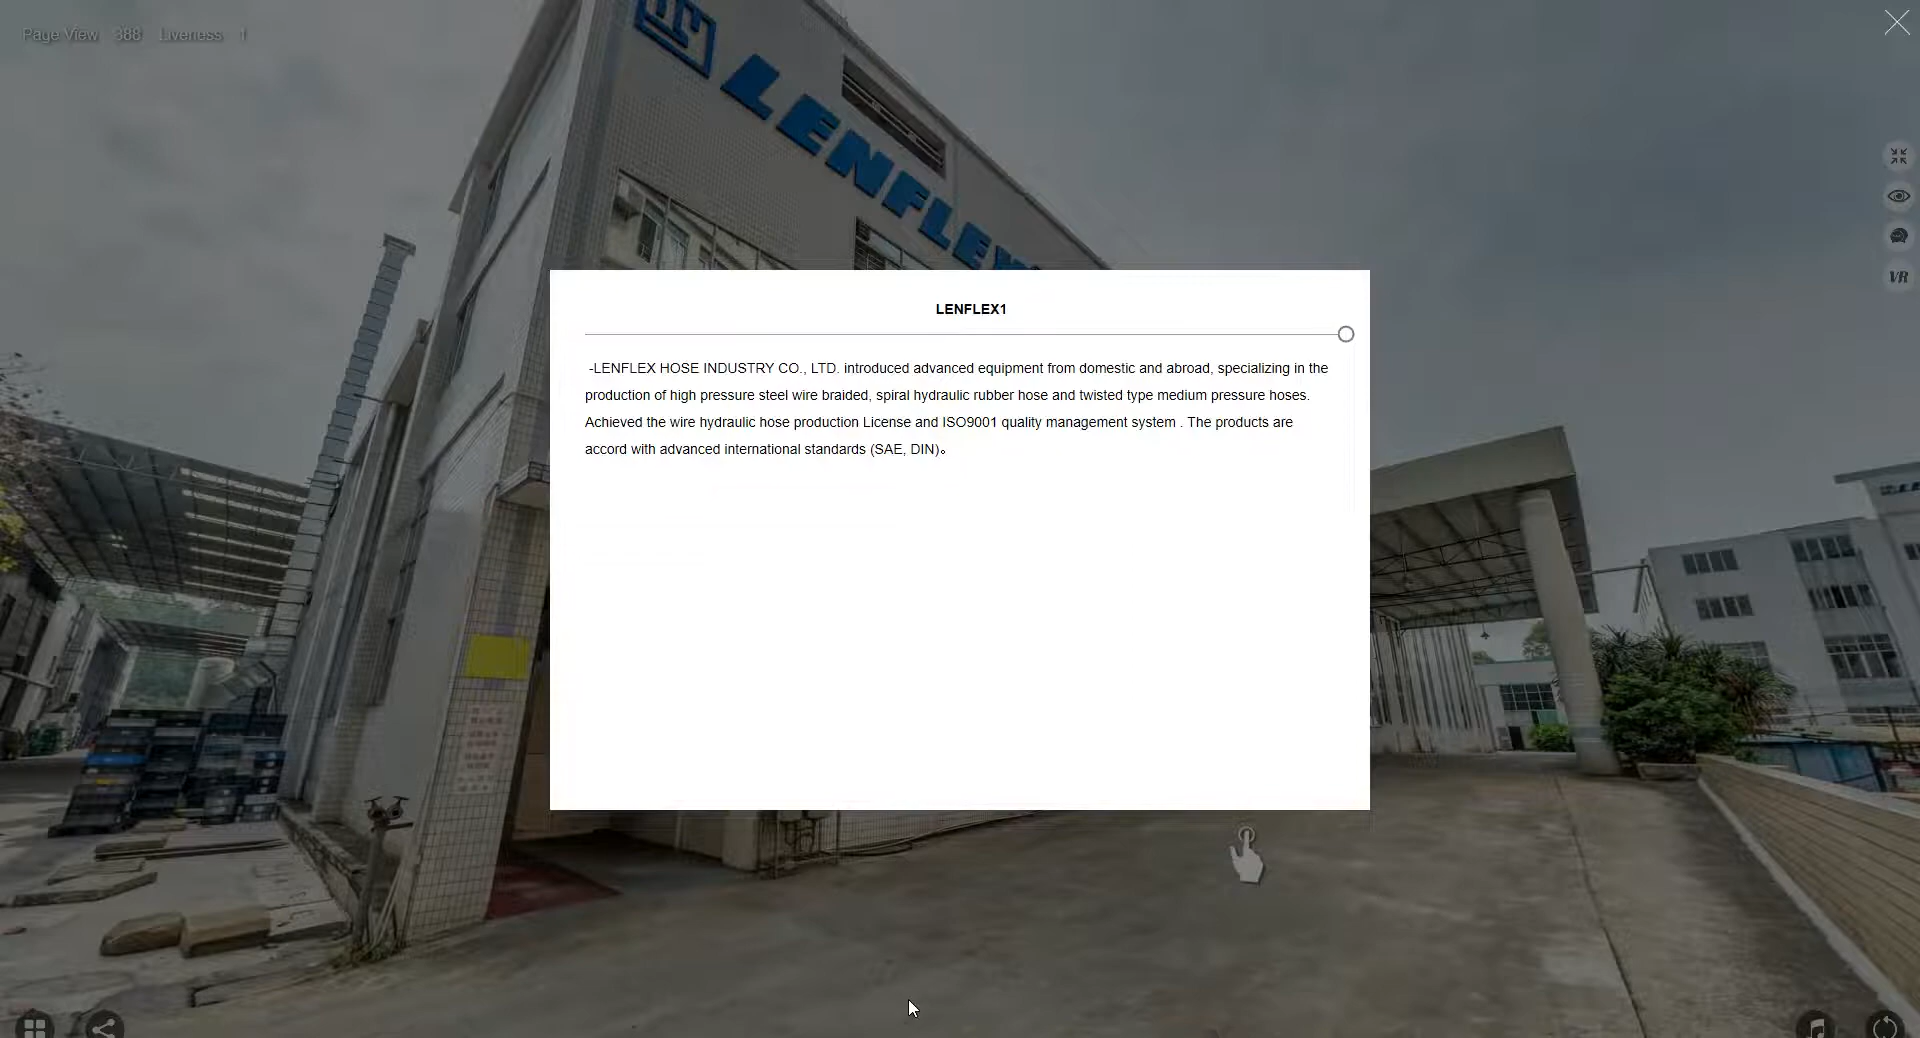 Page View 388 Liveness 1
LENFLEX
VR
LENFLEX1
-LENFLEX HOSE INDUSTRY CO., LTD. introduced advanced equipment from domestic and abroad, specializing in the
production of high pressure steel wire braided, spiral hydraulic rubber hose and twisted type medium pressure hoses.
Achieved the wire hydraulic hose production License and ISO9001 quality management system . The products are
accord with advanced international standards (SAE, DIN)。